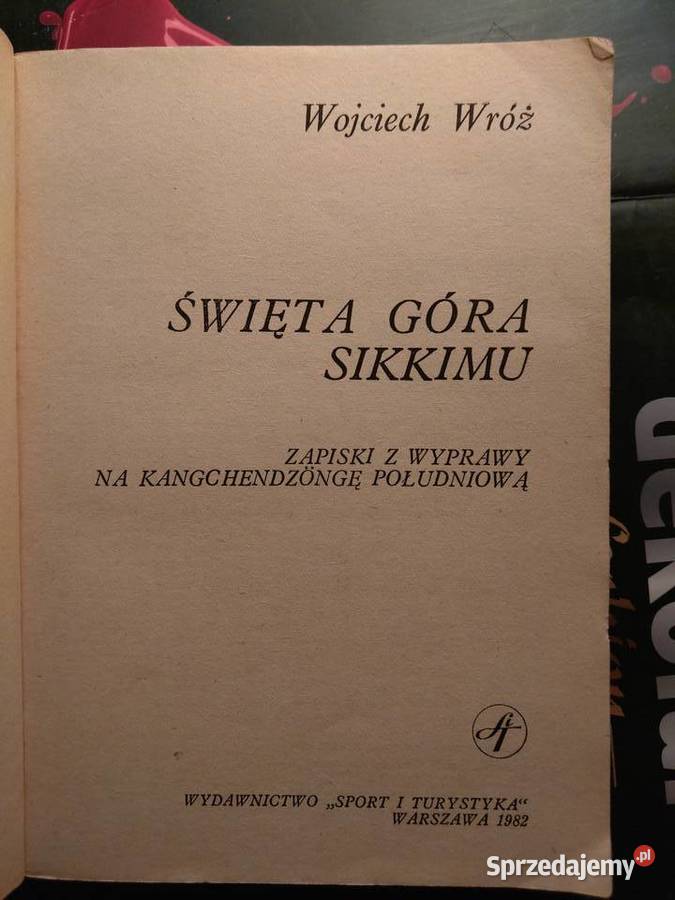 Wojciech Wróż
ŚWIĘTA GÓRA
SIKKIMU
ZAPISKI Z WYPRAWY
NA KANGCHENDZÖNGĘ POŁUDNIOWĄ
WYDAWNICTWO „SPORT I TURYSTYKA“
WARSZAWA 1982
Sprzedajemy.pl